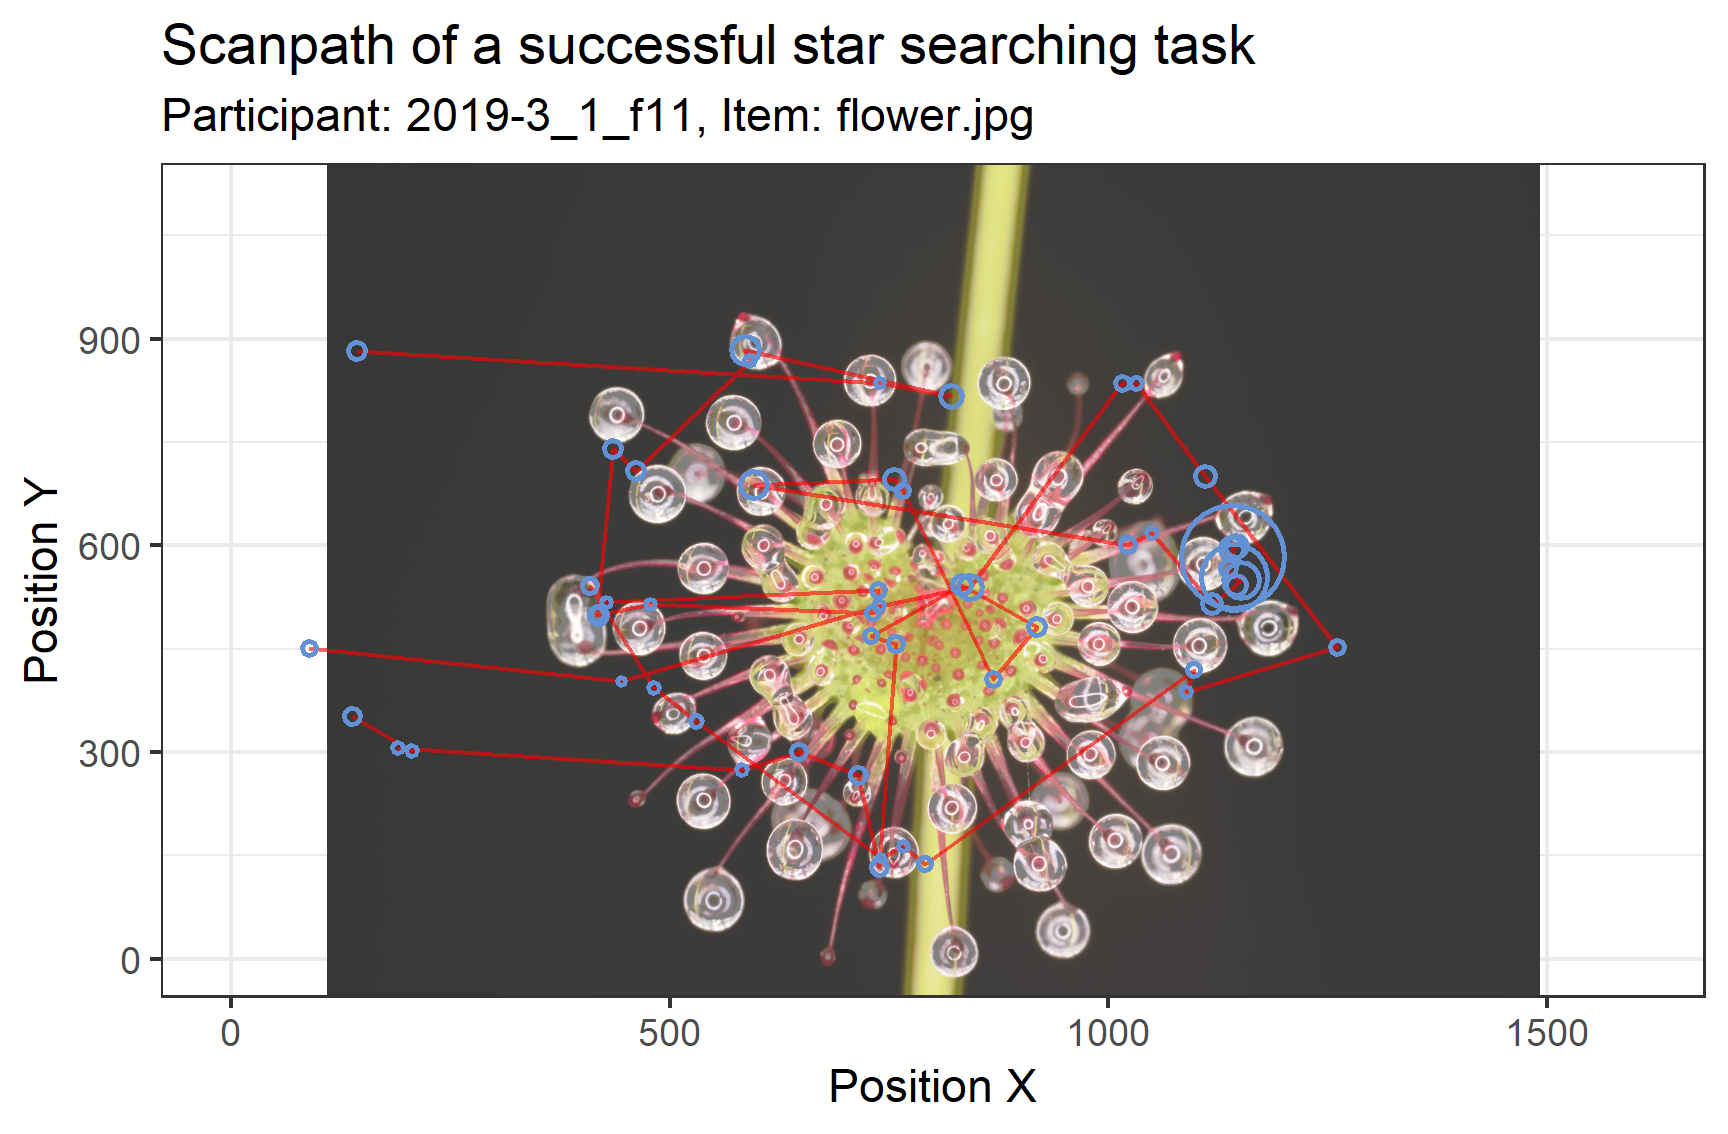 Scanpath of a successful star searching task
Participant: 2019-3_1_f11, Item: flower.jpg
Position Y
900
600
300
0
0
500
1000
1500
Position X